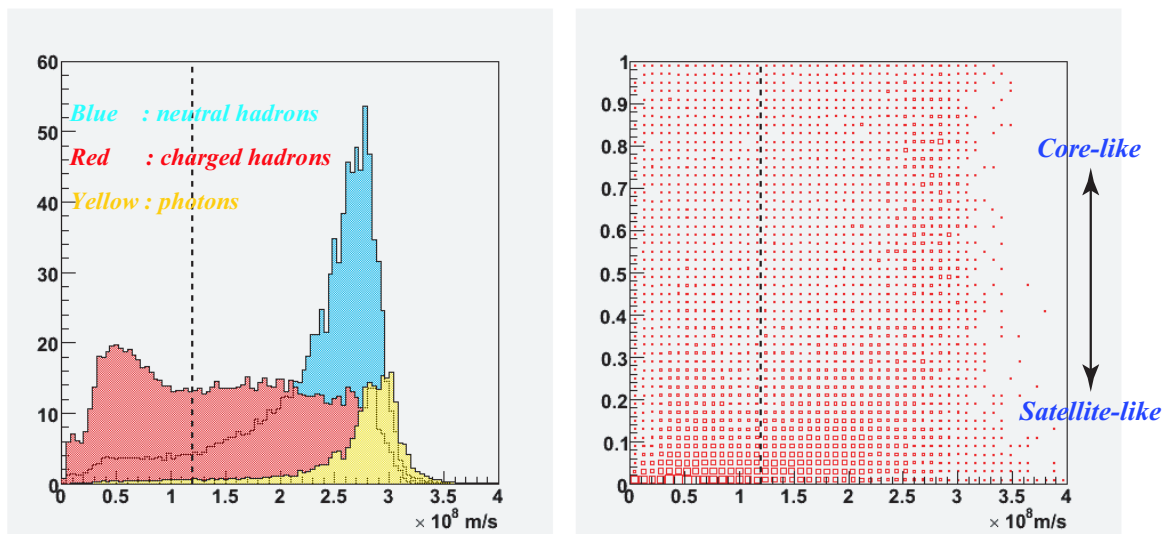 60
50
40
30
20
10
0
Blue : neutral hadrons
Red : charged hadrons
Yellow : photons
0 0.5 1 1.5 2 2.5 3 3.5 4
× 10⁸ m/s
1
0.9
0.8
0.7
0.6
0.5
0.4
0.3
0.2
0.1
0
0 0.5 1 1.5 2 2.5 3 3.5 4
× 10⁸ m/s
Core-like
Satellite-like